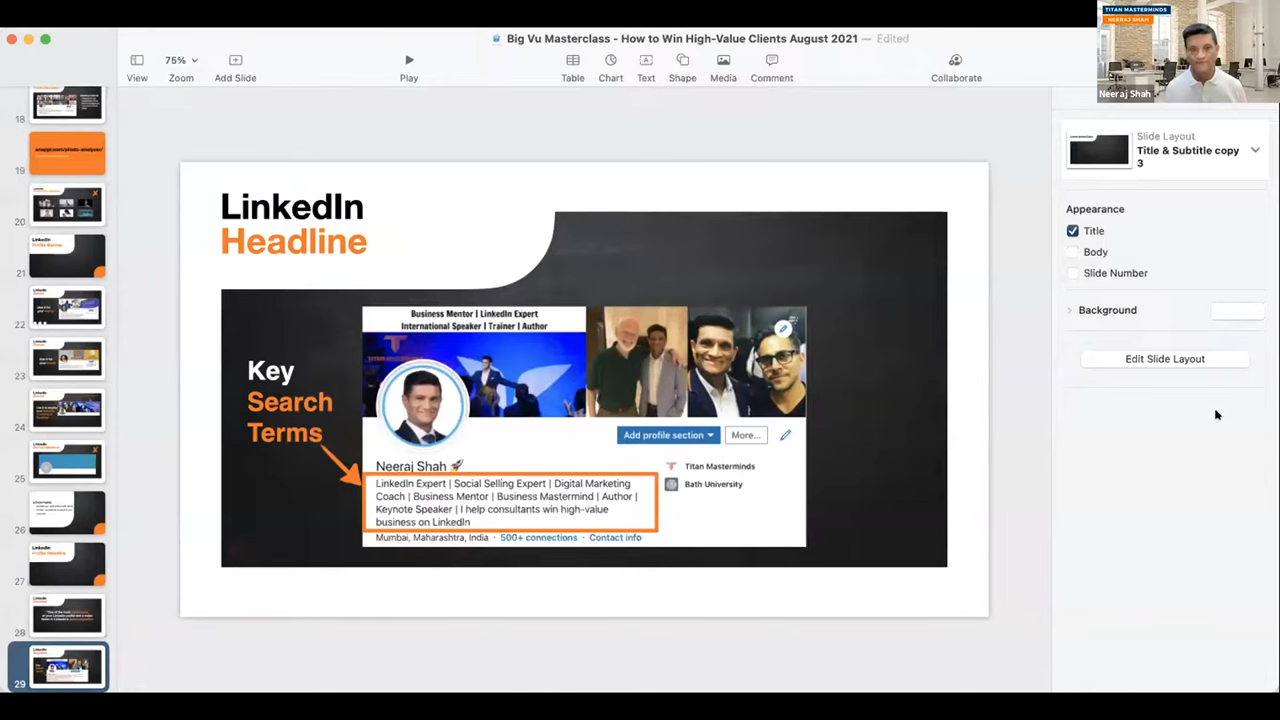 TITAN MASTERMINDS
NEERAJ SHAH
Neeraj Shah
Big Vu Masterclass - How to Win High-Value Clients August 2021 — Edited
View
75%
Zoom
Add Slide
Play
Table
Chart
Text
Shape
Media
Comment
Collaborate
18
19
20
21
22
23
24
25
26
27
28
29
LinkedIn
Headline
Key
Search
Terms
Business Mentor | LinkedIn Expert
International Speaker | Trainer | Author
TITAN MASTERMINDS
Add profile section
More...
Neeraj Shah
LinkedIn Expert | Social Selling Expert | Digital Marketing
Coach | Business Mentor | Business Mastermind | Author |
Keynote Speaker | I help consultants win high-value
business on LinkedIn
Mumbai, Maharashtra, India · 500+ connections · Contact info
Titan Masterminds
Bath University
Slide Layout
Title & Subtitle copy
3
Appearance
Title
Body
Slide Number
Background
Edit Slide Layout